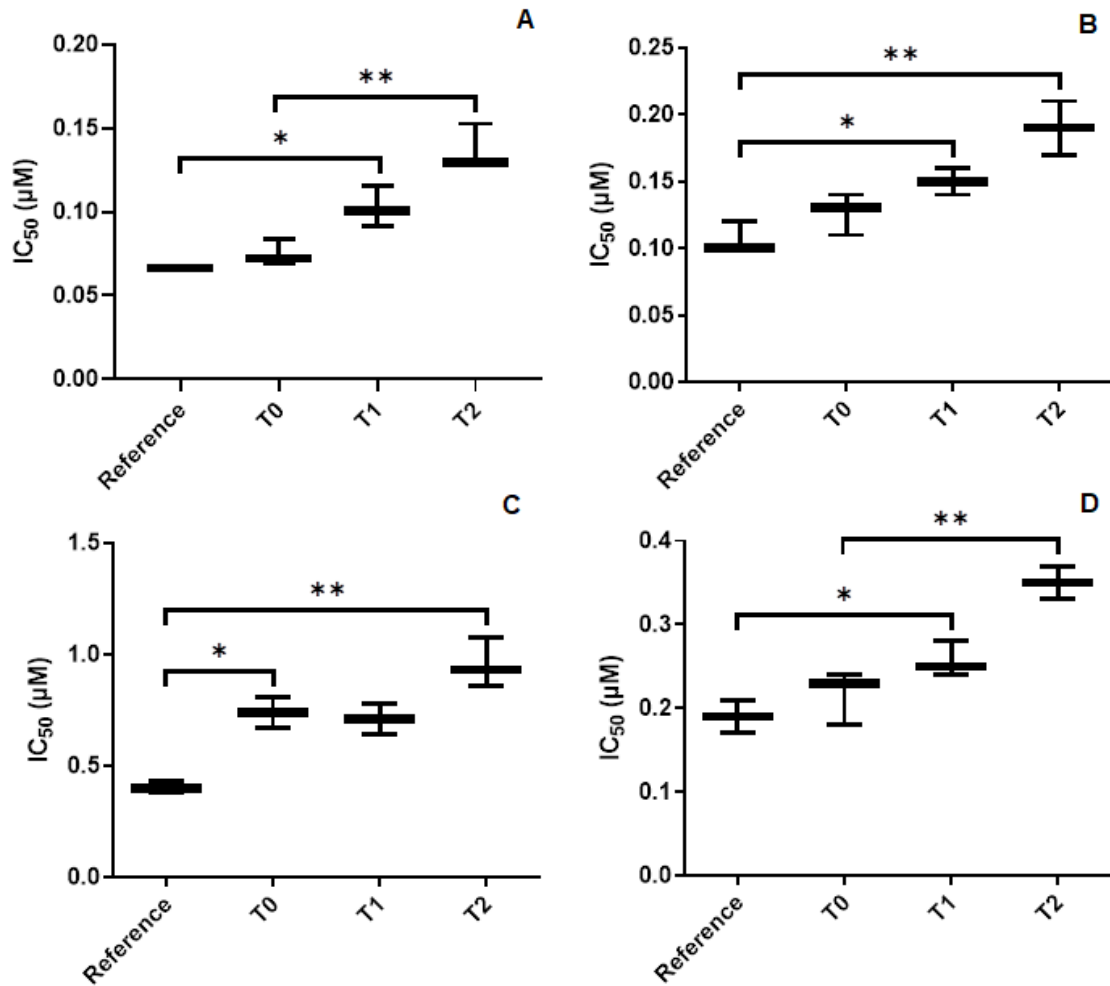 A
0.20
0.15
0.10
0.05
0.00
IC50 (µM)
**
*
Reference
T0
T1
T2
B
0.25
0.20
0.15
0.10
0.05
0.00
IC50 (µM)
**
*
Reference
T0
T1
T2
C
1.5
1.0
0.5
0.0
IC50 (µM)
**
*
Reference
T0
T1
T2
D
0.4
0.3
0.2
0.1
0.0
IC50 (µM)
**
*
Reference
T0
T1
T2